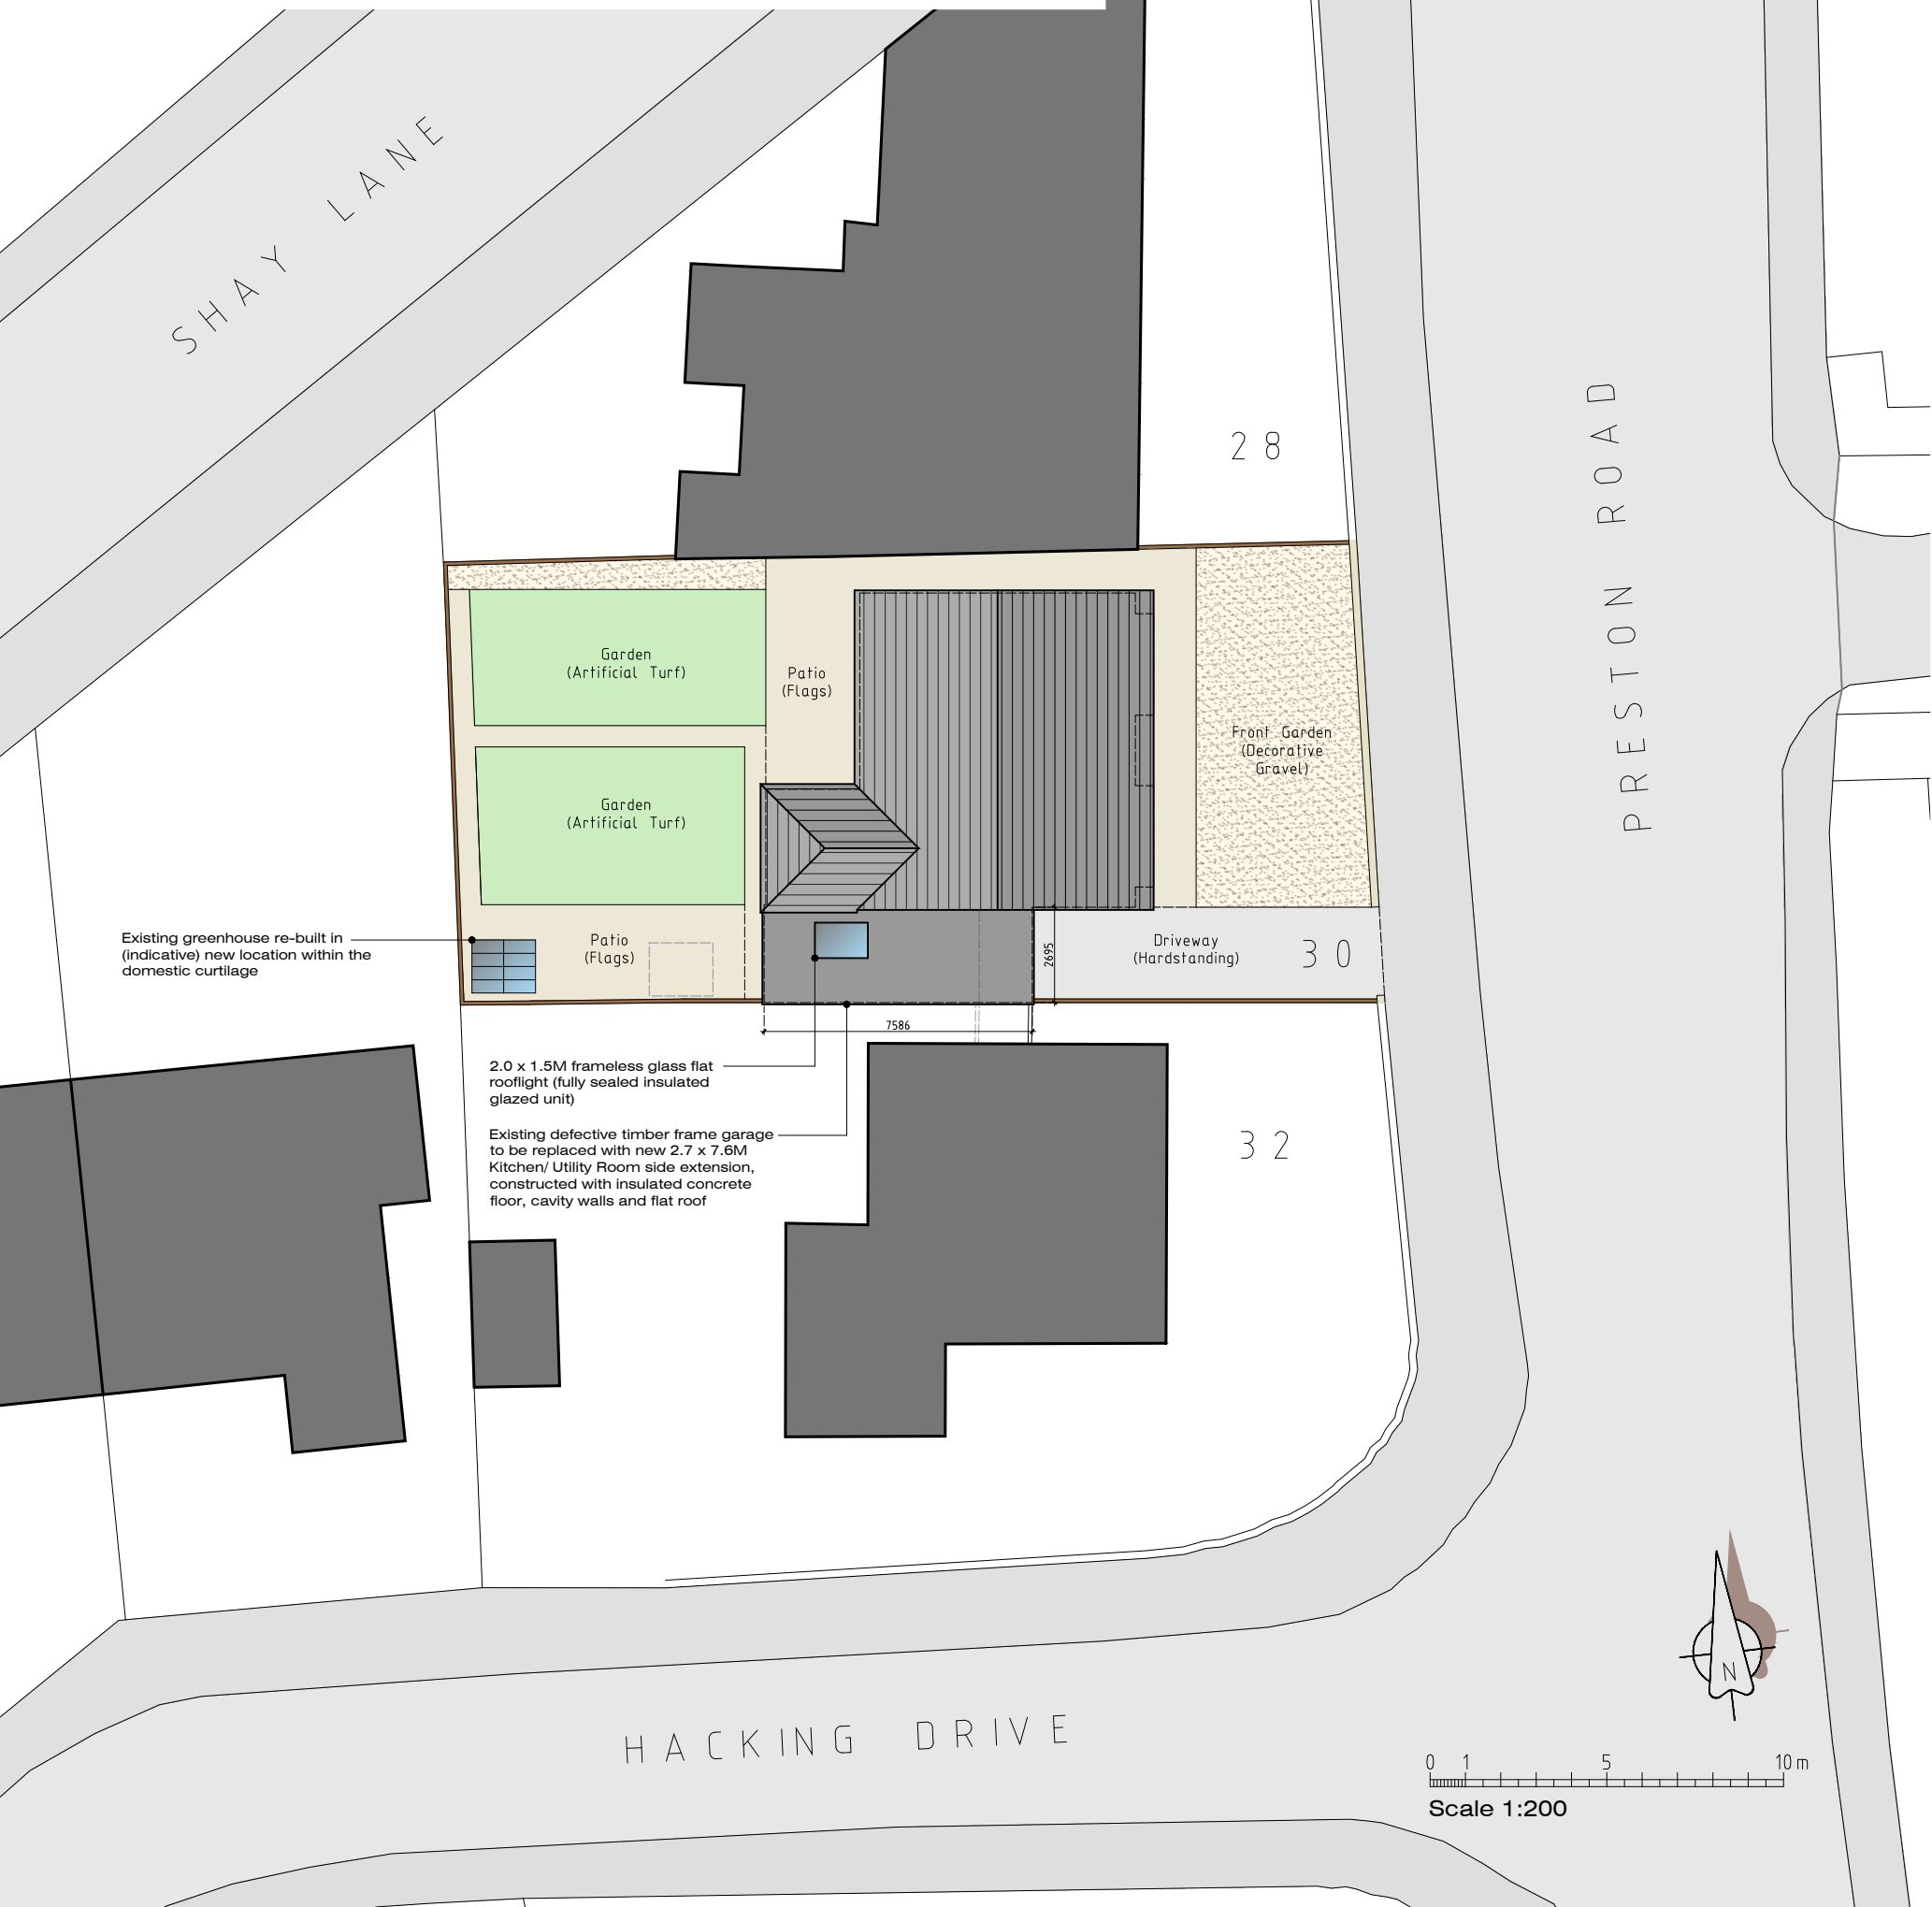 SHAY LANE
28
PRESTON ROAD
Garden
(Artificial Turf)
Patio
(Flags)
Front Garden
(Decorative
Gravel)
Garden
(Artificial Turf)
Existing greenhouse re-built in
(indicative) new location within the
domestic curtilage
Patio
(Flags)
2695
Driveway
(Hardstanding)
30
7586
2.0 x 1.5M frameless glass flat
rooflight (fully sealed insulated
glazed unit)
Existing defective timber frame garage
to be replaced with new 2.7 x 7.6M
Kitchen/ Utility Room side extension,
constructed with insulated concrete
floor, cavity walls and flat roof
32
N
HACKING DRIVE
0 1 5 10 m
Scale 1:200